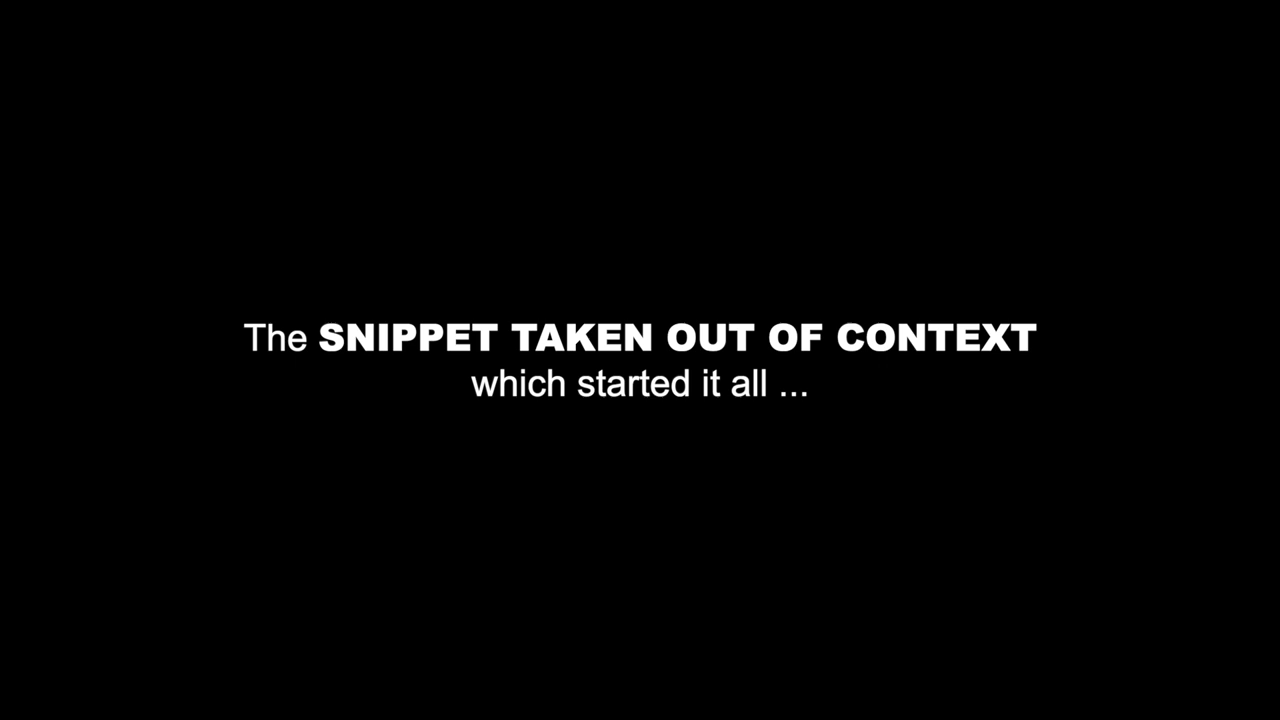 The SNIPPET TAKEN OUT OF CONTEXT
which started it all ...